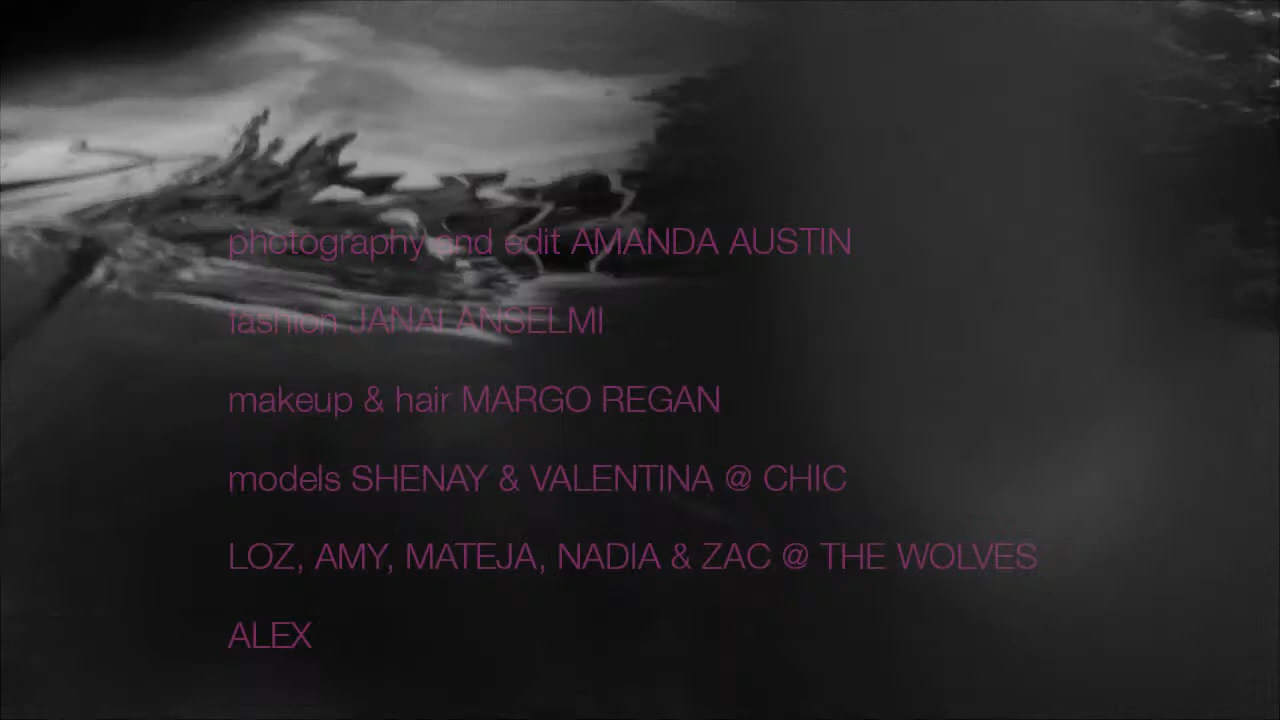 photography and edit AMANDA AUSTIN
fashion JANAI ANSELMI
makeup & hair MARGO REGAN
models SHENAY & VALENTINA @ CHIC
LOZ, AMY, MATEJA, NADIA & ZAC @ THE WOLVES
ALEX